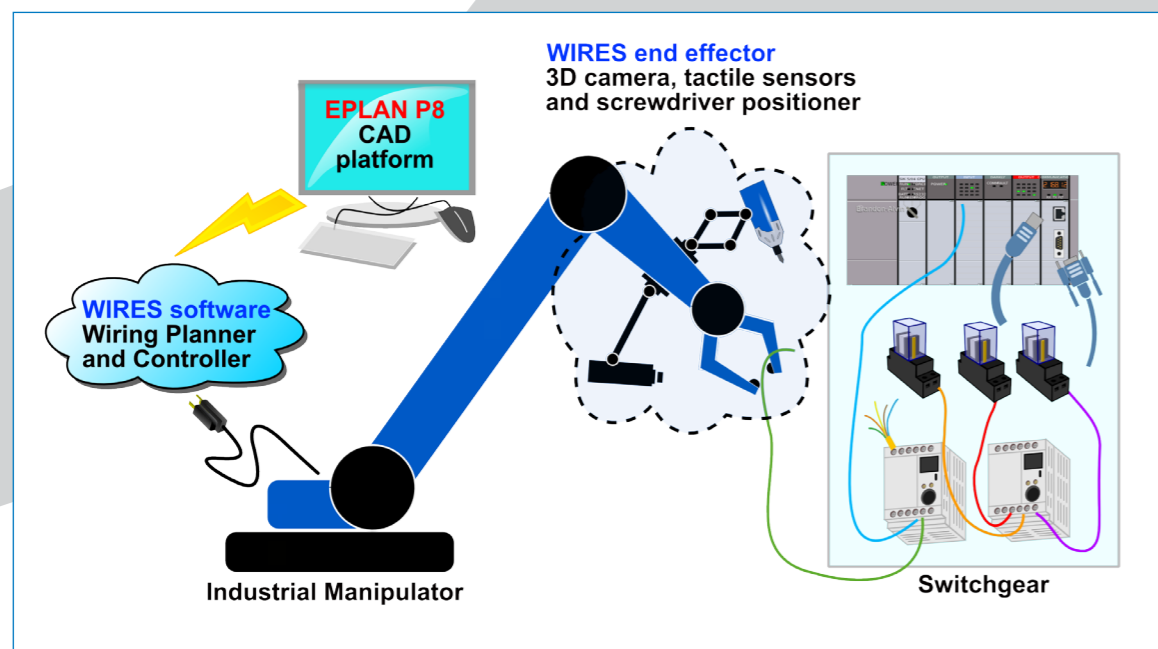 WIRES end effector
3D camera, tactile sensors
and screwdriver positioner
EPLAN P8
CAD
platform
WIRES software
Wiring Planner
and Controller
Industrial Manipulator
Switchgear